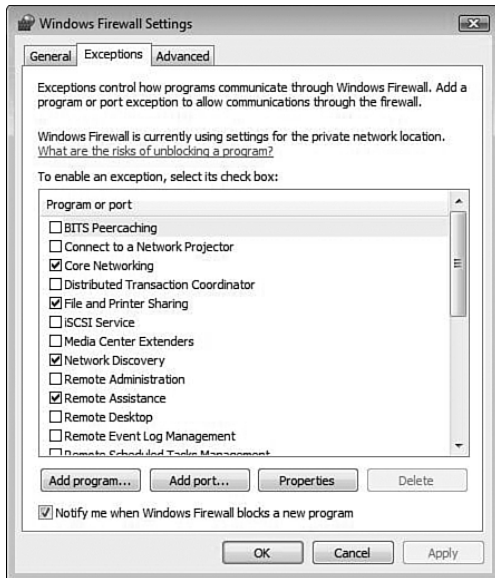 Windows Firewall Settings
General Exceptions Advanced
Exceptions control how programs communicate through Windows Firewall. Add a
program or port exception to allow communications through the firewall.
Windows Firewall is currently using settings for the private network location.
What are the risks of unblocking a program?
To enable an exception, select its check box:
Program or port
BITS Peercaching
Connect to a Network Projector
Core Networking
Distributed Transaction Coordinator
File and Printer Sharing
iSCSI Service
Media Center Extenders
Network Discovery
Remote Administration
Remote Assistance
Remote Desktop
Remote Event Log Management
Remote Scheduled Tasks Management
Add program... Add port... Properties Delete
Notify me when Windows Firewall blocks a new program
OK Cancel Apply